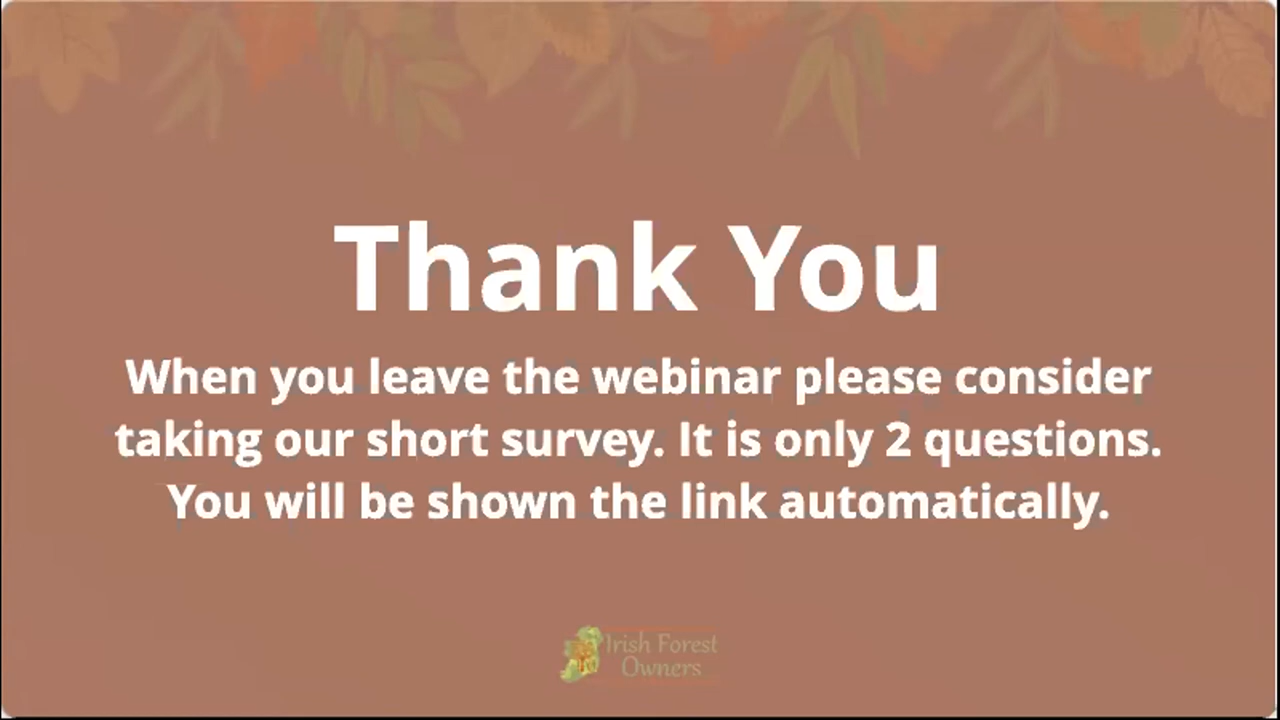 Thank You
When you leave the webinar please consider
taking our short survey. It is only 2 questions.
You will be shown the link automatically.
Irish Forest
Owners